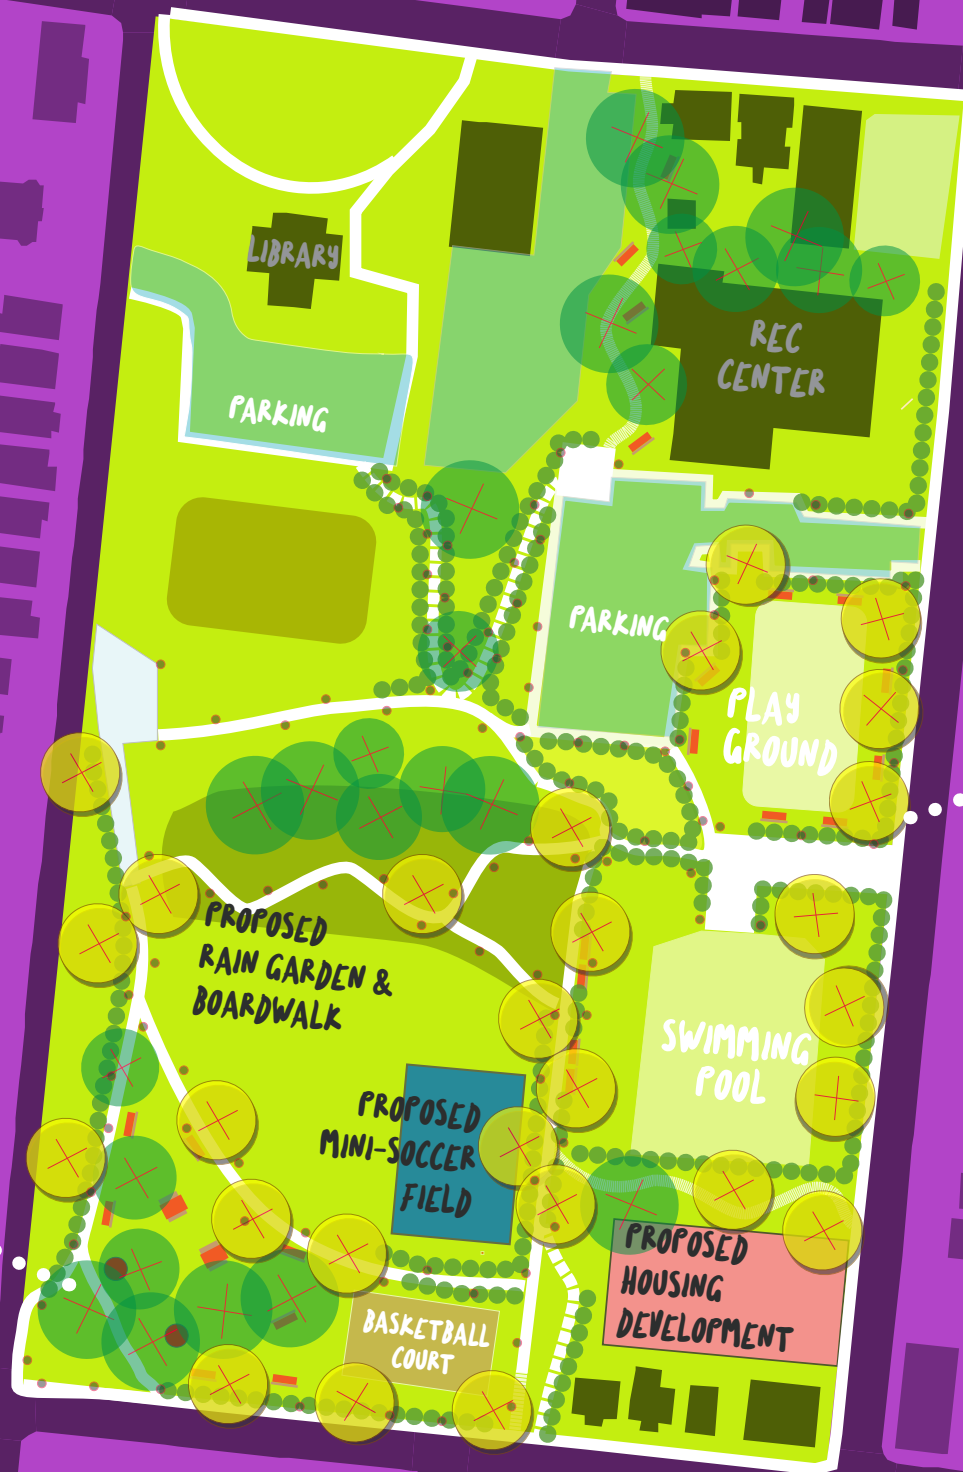 LIBRARY
REC
CENTER
PARKING
PARKING
PLAY
GROUND
PROPOSED
RAIN GARDEN &
BOARDWALK
SWIMMING
POOL
PROPOSED
MINI-SOCCER
FIELD
PROPOSED
HOUSING
DEVELOPMENT
BASKETBALL
COURT